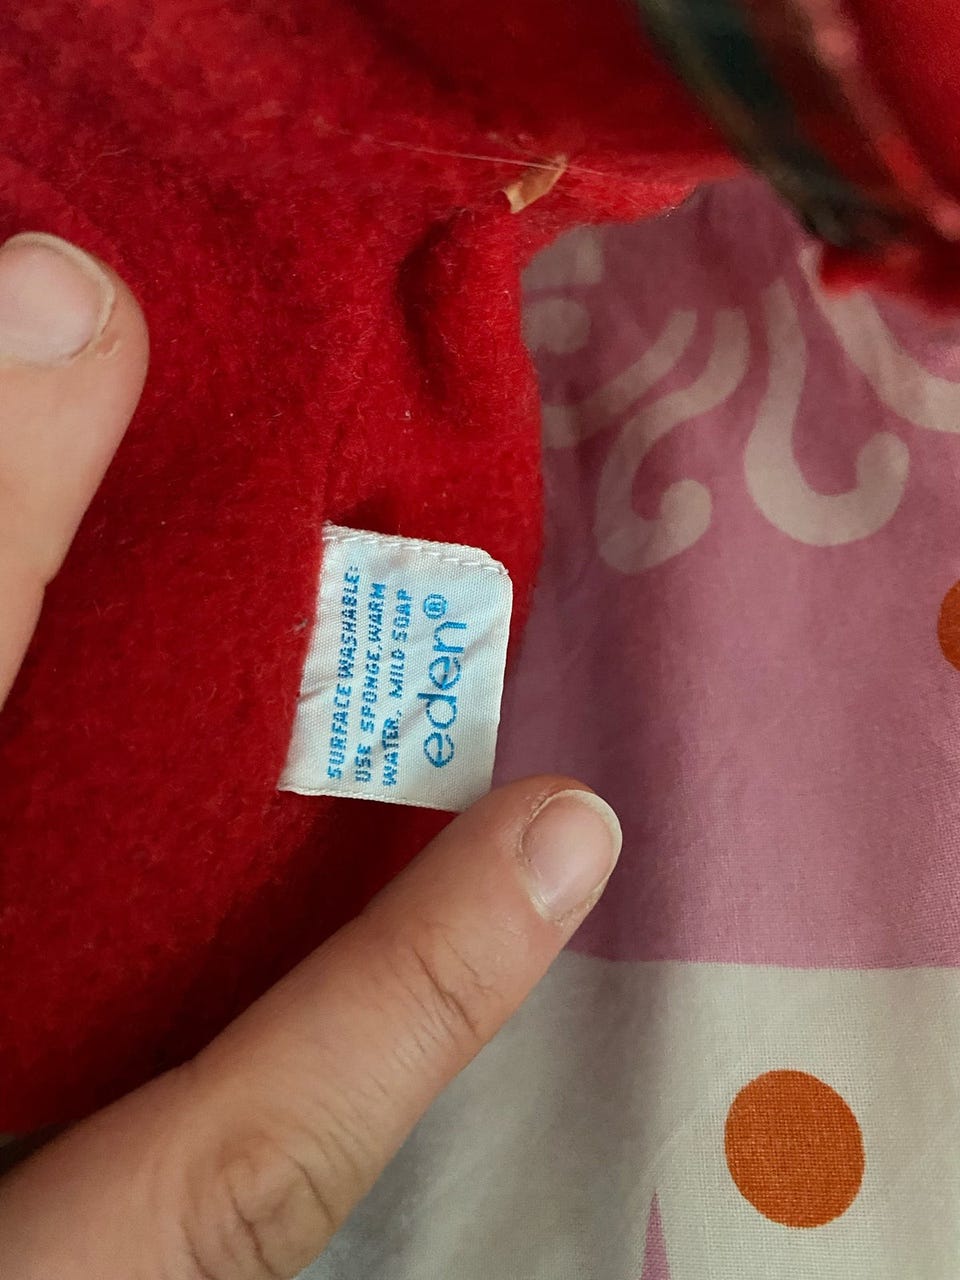 SURFACE WASHABLE:
USE SPONGE, WARM
WATER, MILD SOAP
eden®